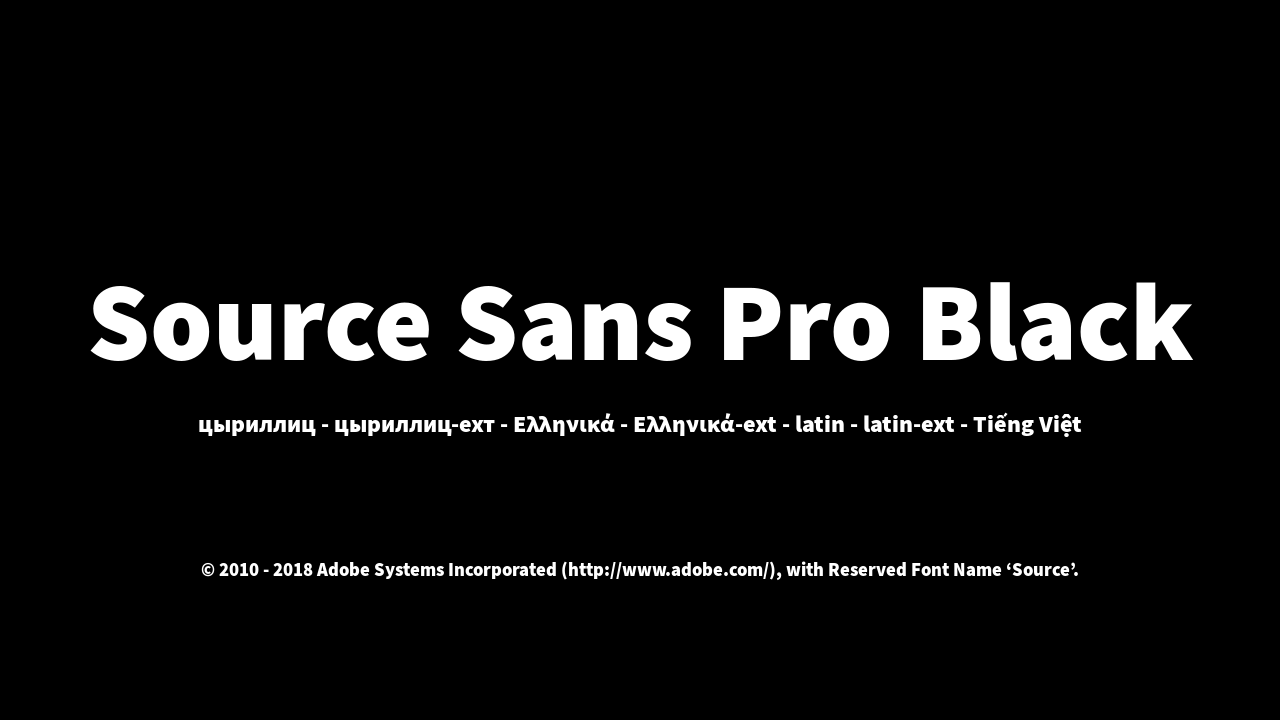 Source Sans Pro Black
цыриллиц - цыриллиц-ехт - Ελληνικά - Ελληνικά-ext - latin - latin-ext - Tiếng Việt
© 2010 - 2018 Adobe Systems Incorporated (http://www.adobe.com/), with Reserved Font Name ‘Source’.